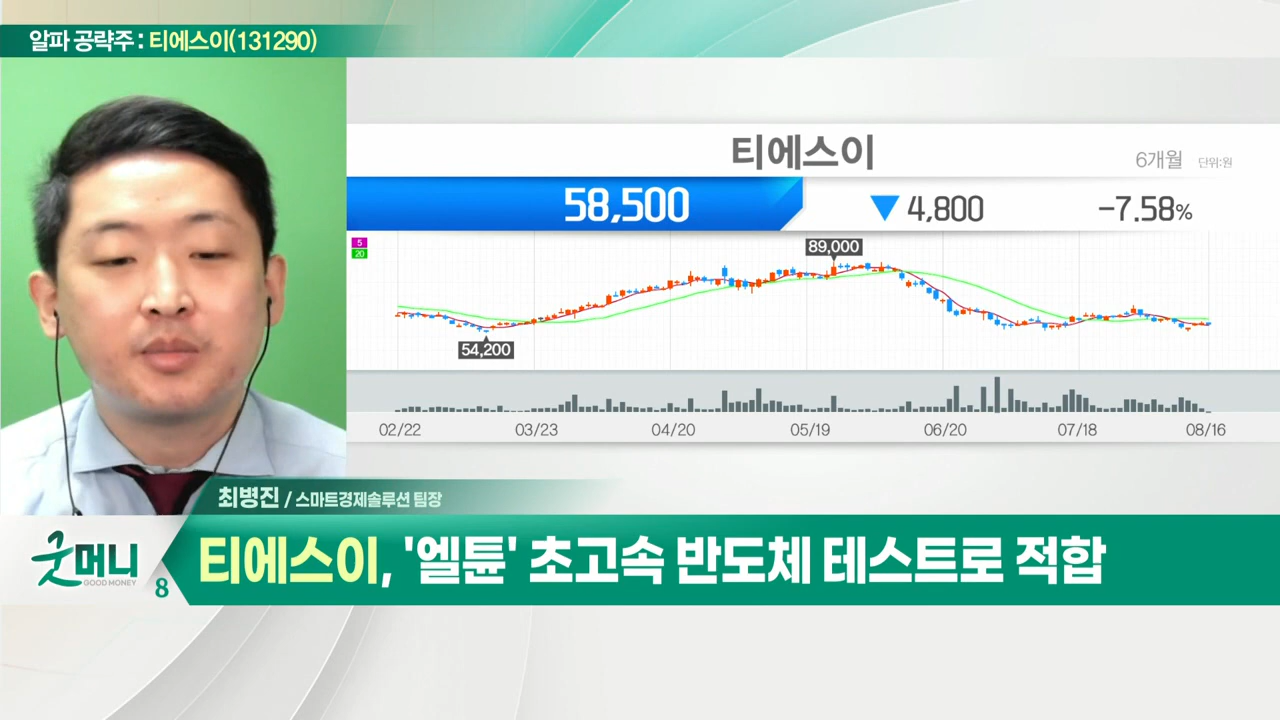 알파 공략주 : 티에스이(131290)
티에스이
6개월 단위:원
58,500 ▼ 4,800 -7.58%
5
20
89,000
54,200
02/22 03/23 04/20 05/19 06/20 07/18 08/16
최병진 / 스마트경제솔루션 팀장
굿머니
GOOD MONEY
8
티에스이, '엘튠' 초고속 반도체 테스트로 적합